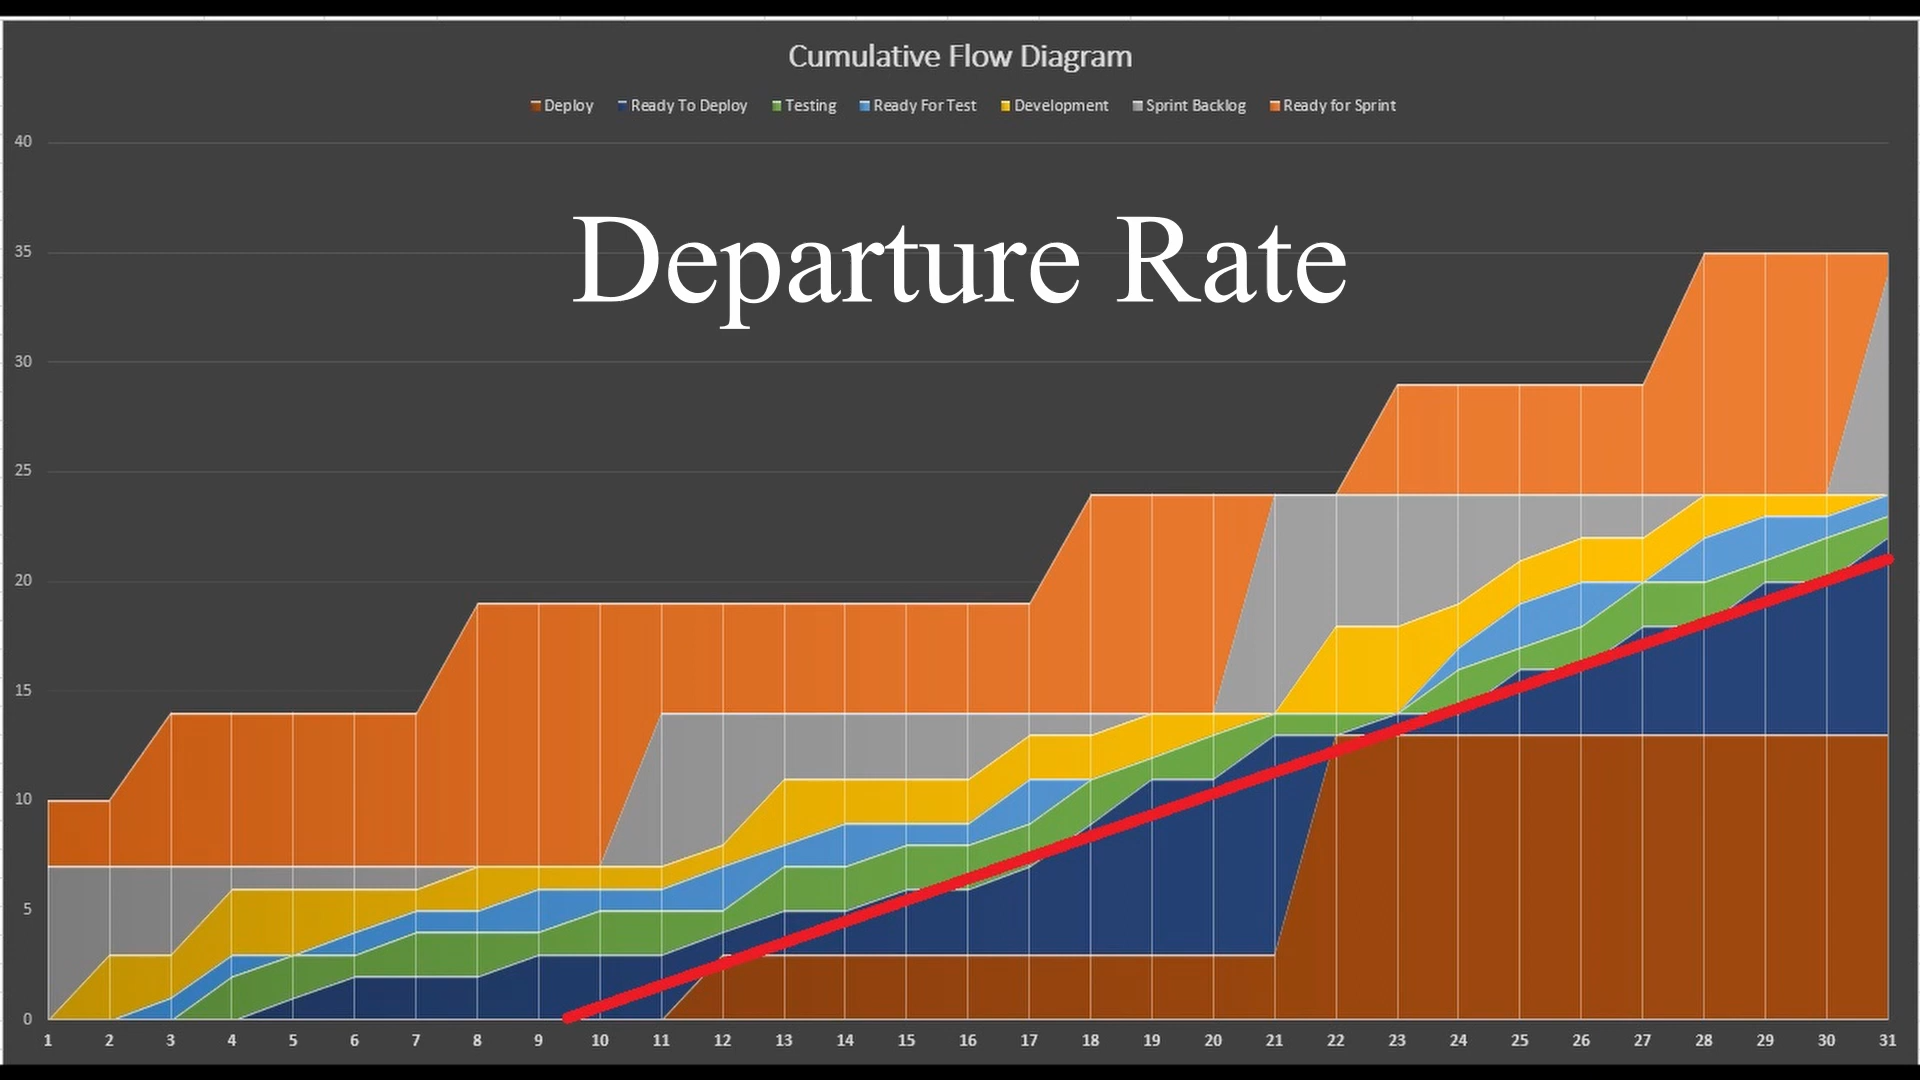 Cumulative Flow Diagram
Deploy Ready To Deploy Testing Ready For Test Development Sprint Backlog Ready for Sprint
40
Departure Rate
35
30
25
20
15
10
5
0
1 2 3 4 5 6 7 8 9 10 11 12 13 14 15 16 17 18 19 20 21 22 23 24 25 26 27 28 29 30 31